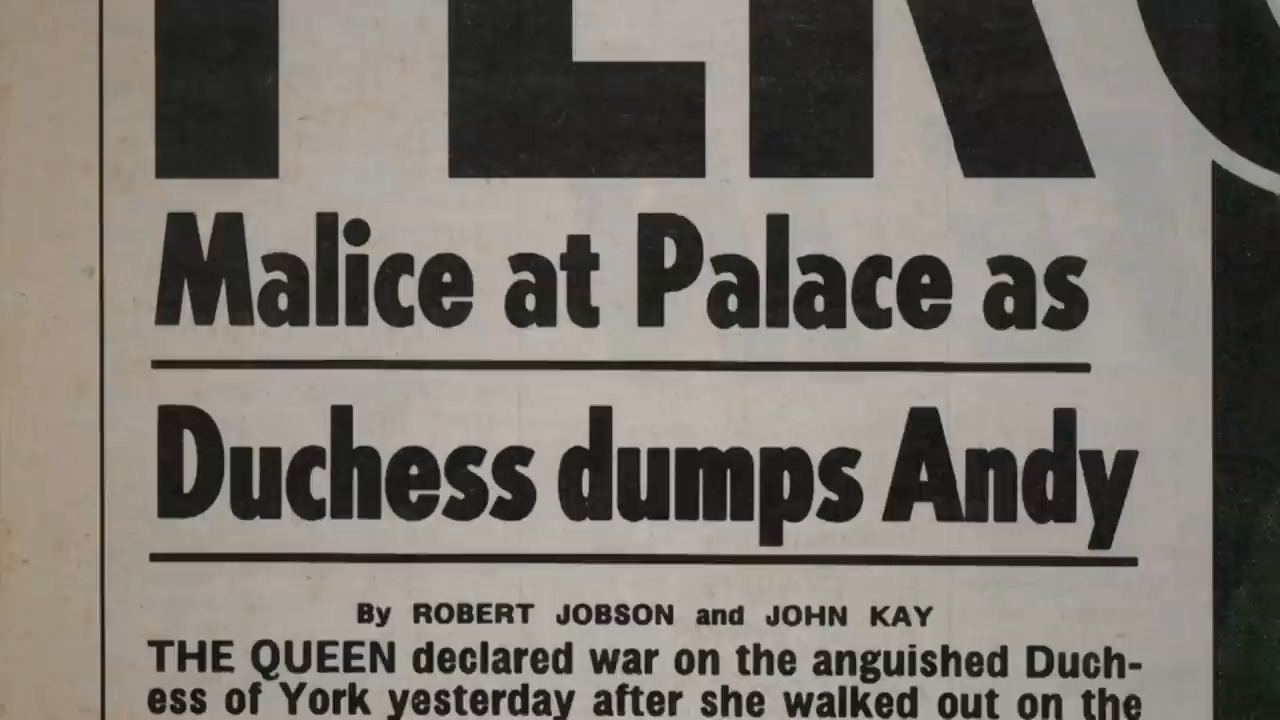 Malice at Palace as
Duchess dumps Andy
By ROBERT JOBSON and JOHN KAY
THE QUEEN declared war on the anguished Duch-
ess of York yesterday after she walked out on the